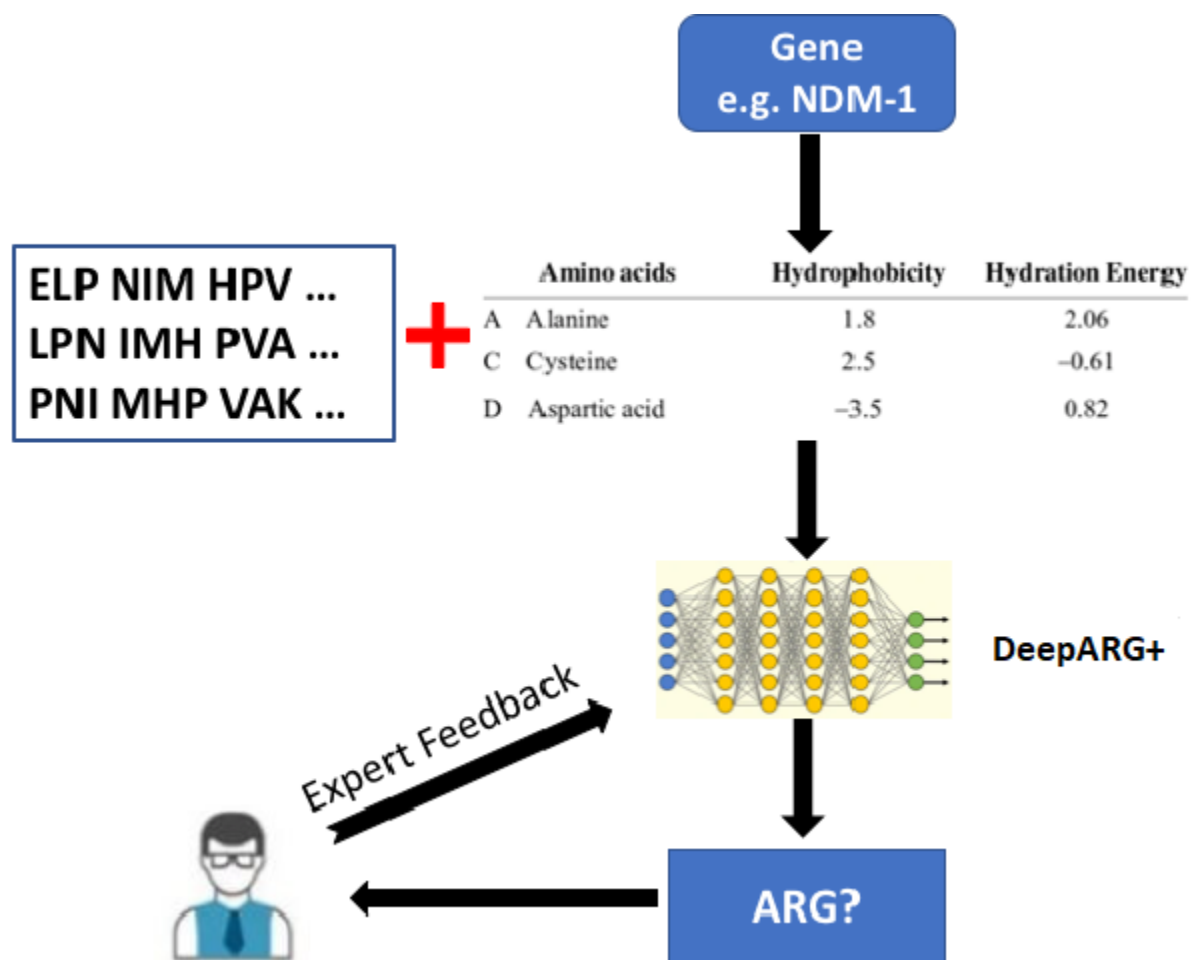 Gene
e.g. NDM-1
ELP NIM HPV ...
LPN IMH PVA ...
PNI MHP VAK ...
Amino acids Hydrophobicity Hydration Energy
A Alanine 1.8 2.06
C Cysteine 2.5 −0.61
D Aspartic acid −3.5 0.82
DeepARG+
Expert Feedback
ARG?